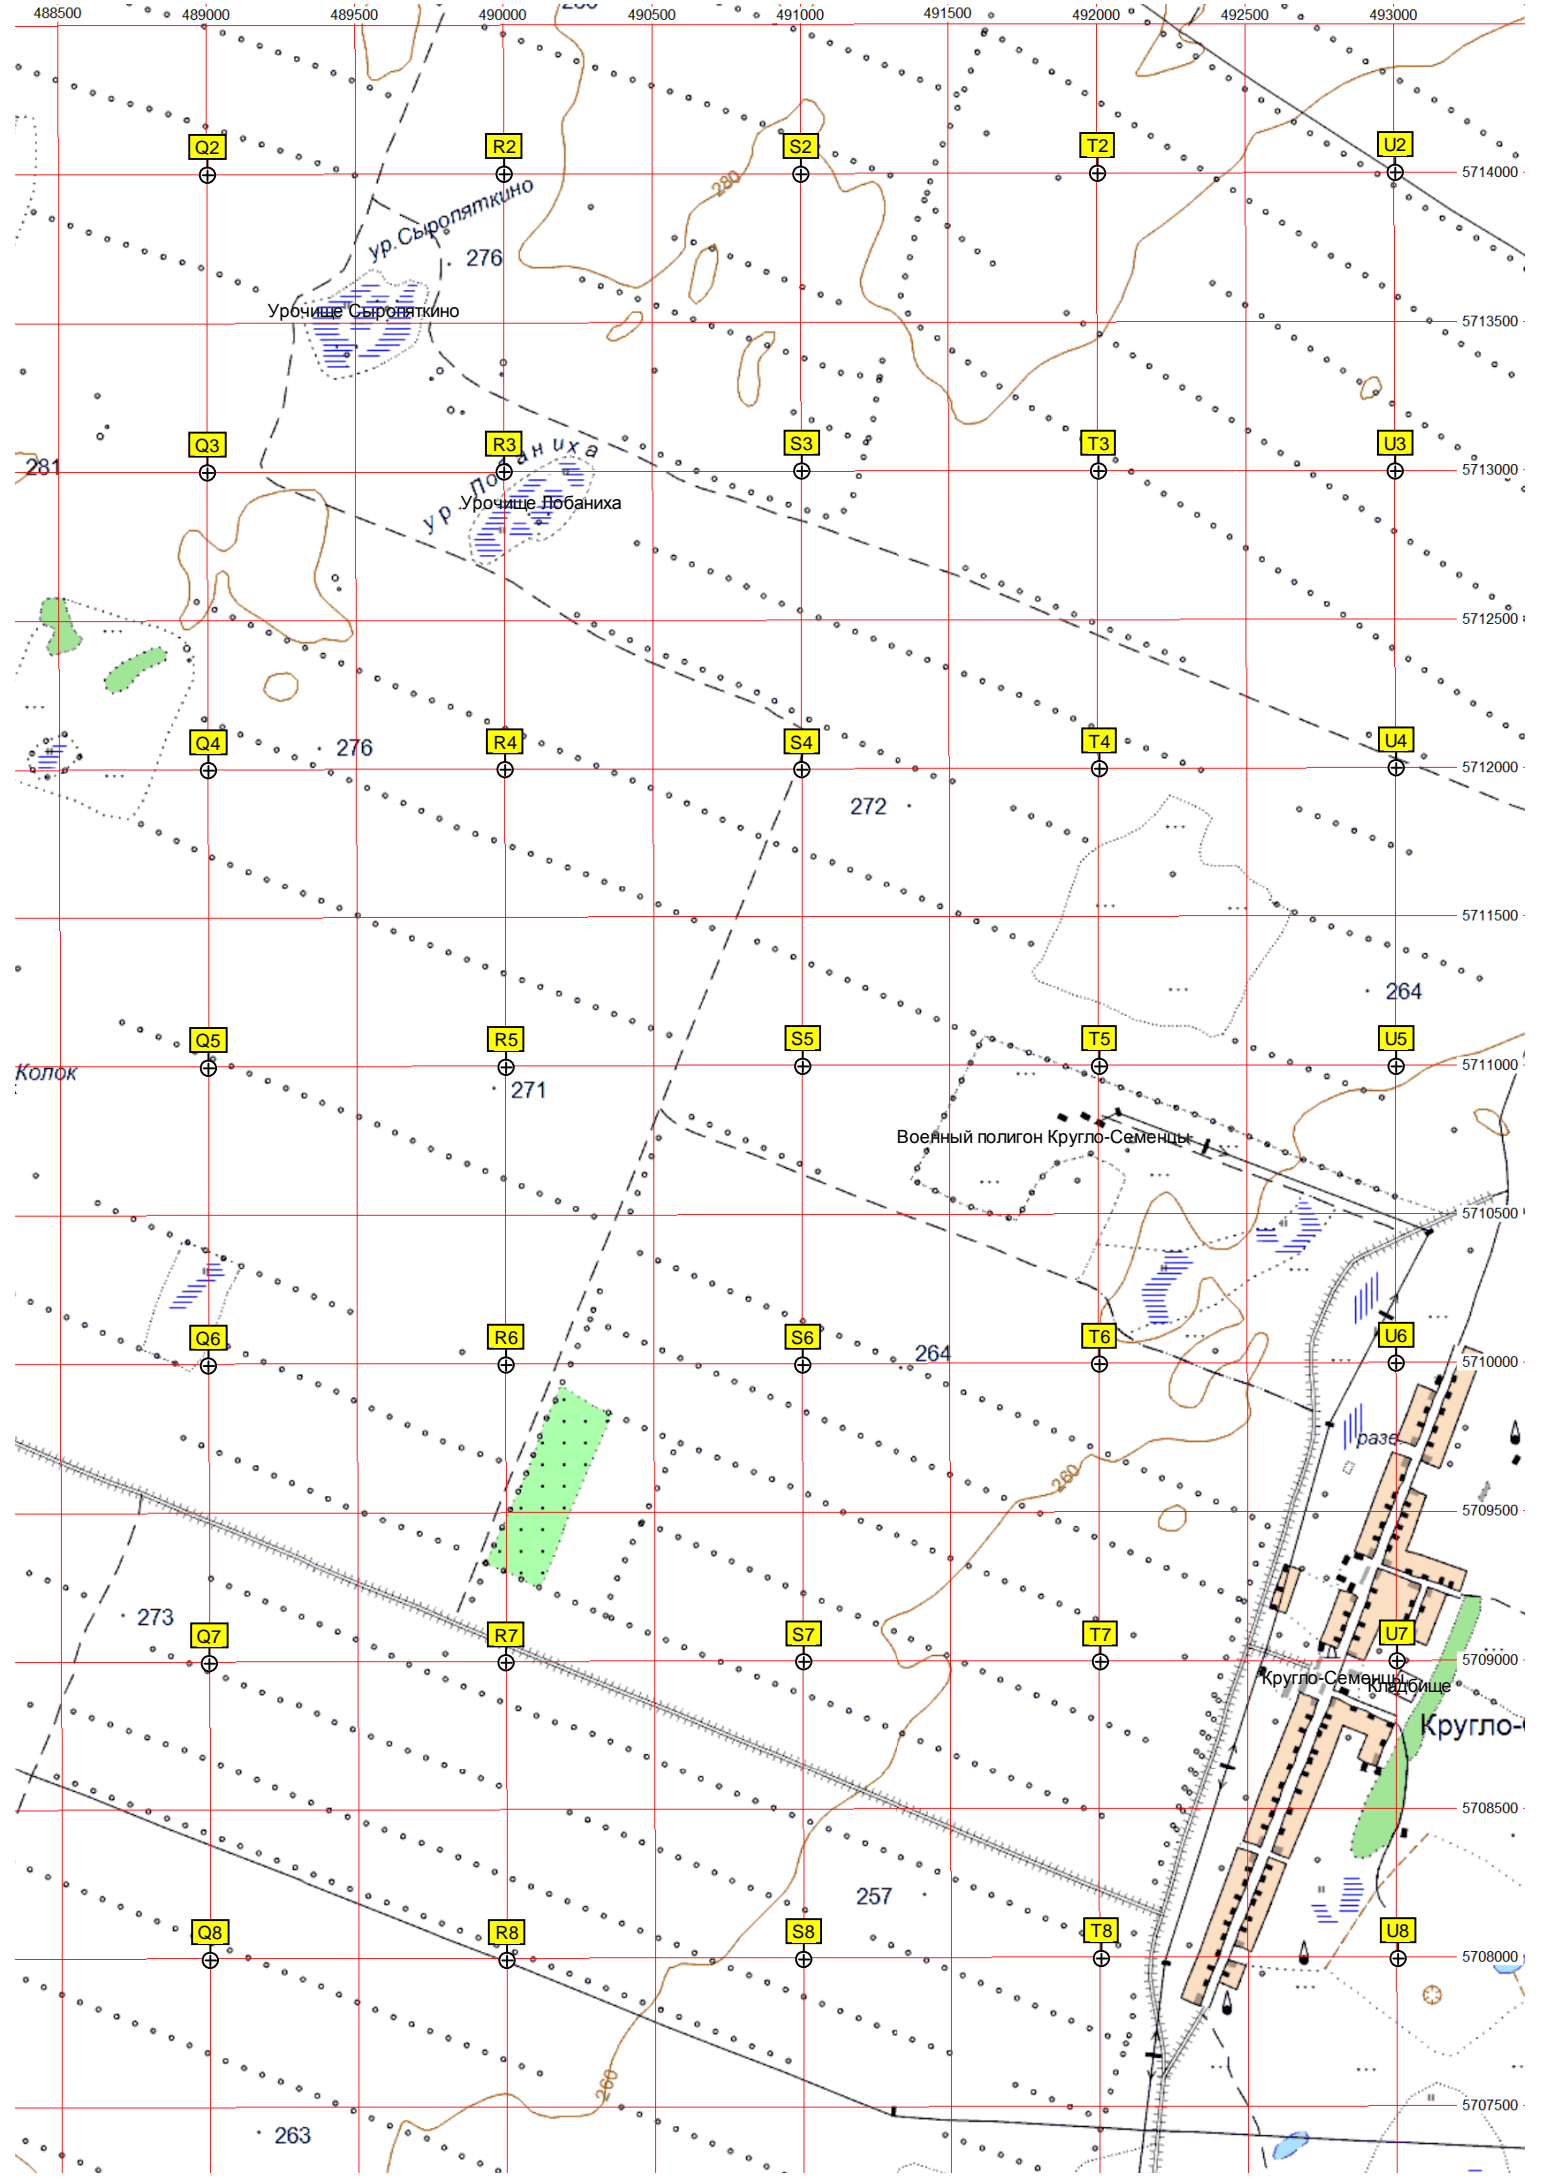 488500 489000 489500 490000 490500 491000 491500 492000 492500 493000
Q2 R2 S2 T2 U2
5714000
280
ур. Сыропяткино
276
Урочище Сыропяткино
5713500
Q3 R3 S3 T3 U3
281
5713000
ур. Лобаниха
Урочище Лобаниха
5712500
Q4 R4 S4 T4 U4
276
5712000
272
5711500
264
Q5 R5 S5 T5 U5
Колок
5711000
271
Военный полигон Кругло-Семенцы
5710500
Q6 R6 S6 T6 U6
264
5710000
разв.
260
5709500
273
Q7 R7 S7 T7 U7
5709000
Кругло-Семенцы
Кладбище
Кругло-
5708500
257
Q8 R8 S8 T8 U8
5708000
260
5707500
263